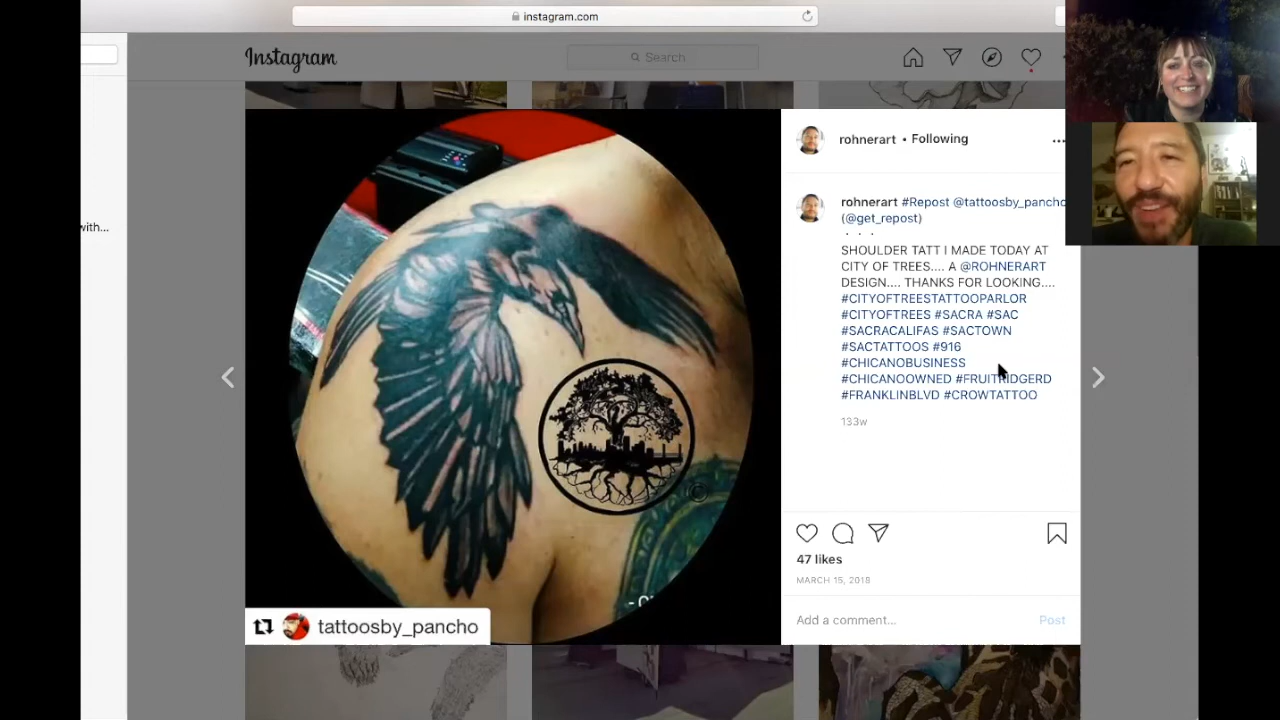 instagram.com
Instagram
Search
rohnerart • Following
with...
rohnerart #Repost @tattoosby_pancho
(@get_repost)
・・・
SHOULDER TATT I MADE TODAY AT
CITY OF TREES.... A @ROHNERART
DESIGN.... THANKS FOR LOOKING....
#CITYOFTREESTATTOOPARLOR
#CITYOFTREES #SACRA #SAC
#SACRACALIFAS #SACTOWN
#SACTATTOOS #916
#CHICANOBUSINESS
#CHICANOOWNED #FRUITRIDGERD
#FRANKLINBLVD #CROWTATTOO
133w
47 likes
MARCH 15, 2018
Add a comment... Post
tattoosby_pancho